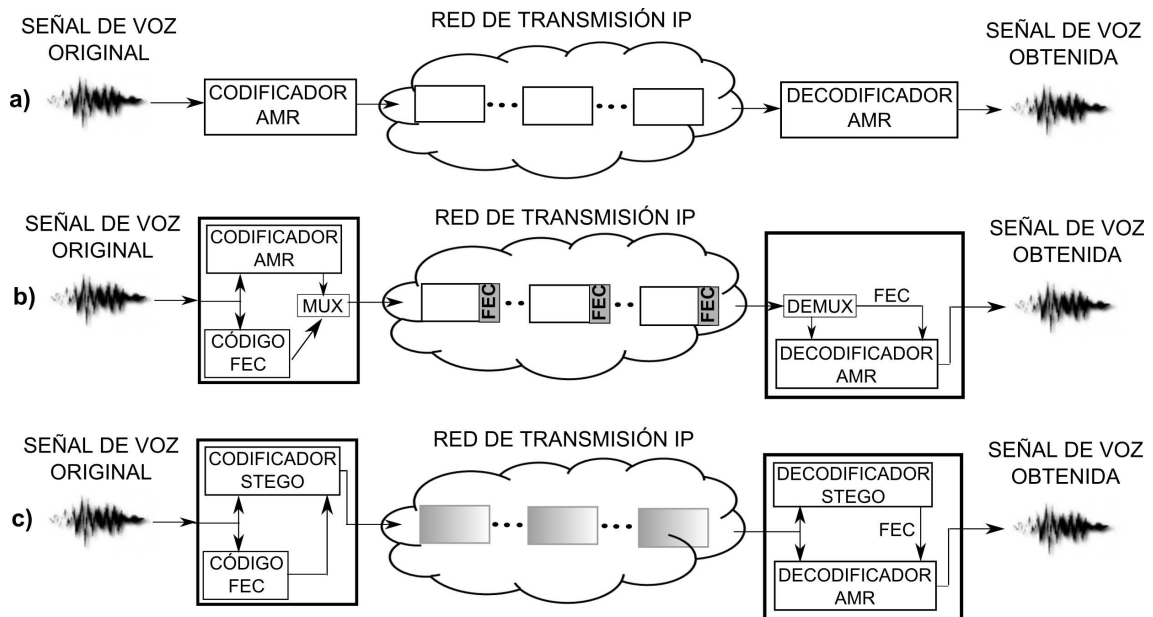 RED DE TRANSMISIÓN IP
SEÑAL DE VOZ
ORIGINAL
SEÑAL DE VOZ
OBTENIDA
a)
CODIFICADOR
AMR
DECODIFICADOR
AMR
RED DE TRANSMISIÓN IP
SEÑAL DE VOZ
ORIGINAL
SEÑAL DE VOZ
OBTENIDA
b)
CODIFICADOR
AMR
MUX
CÓDIGO
FEC
FEC
FEC
FEC
DEMUX
FEC
DECODIFICADOR
AMR
RED DE TRANSMISIÓN IP
SEÑAL DE VOZ
ORIGINAL
SEÑAL DE VOZ
OBTENIDA
c)
CODIFICADOR
STEGO
CÓDIGO
FEC
DECODIFICADOR
STEGO
FEC
DECODIFICADOR
AMR